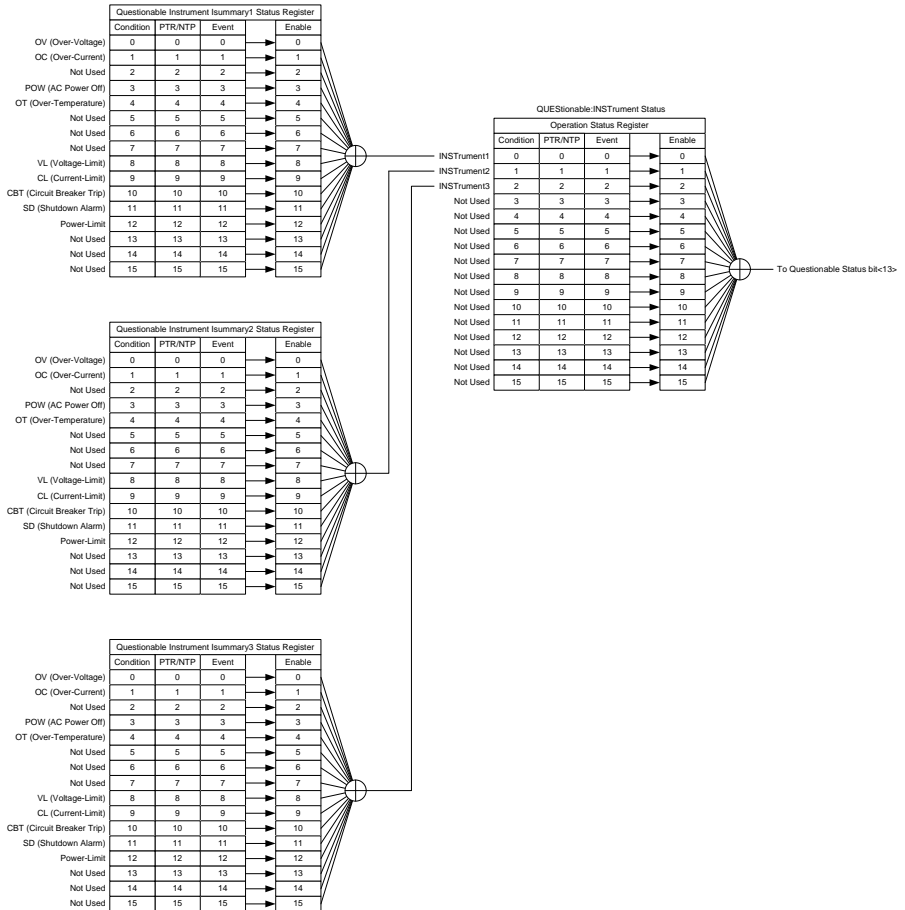 Questionable Instrument Isummary1 Status Register
Condition PTR/NTP Event Enable
OV (Over-Voltage) 0 0 0 0
OC (Over-Current) 1 1 1 1
Not Used 2 2 2 2
POW (AC Power Off) 3 3 3 3
OT (Over-Temperature) 4 4 4 4
Not Used 5 5 5 5
Not Used 6 6 6 6
Not Used 7 7 7 7
VL (Voltage-Limit) 8 8 8 8
CL (Current-Limit) 9 9 9 9
CBT (Circuit Breaker Trip) 10 10 10 10
SD (Shutdown Alarm) 11 11 11 11
Power-Limit 12 12 12 12
Not Used 13 13 13 13
Not Used 14 14 14 14
Not Used 15 15 15 15
QUEStionable:INSTrument Status
Operation Status Register
Condition PTR/NTP Event Enable
INSTrument1 0 0 0 0
INSTrument2 1 1 1 1
INSTrument3 2 2 2 2
Not Used 3 3 3 3
Not Used 4 4 4 4
Not Used 5 5 5 5
Not Used 6 6 6 6
Not Used 7 7 7 7
Not Used 8 8 8 8
Not Used 9 9 9 9
Not Used 10 10 10 10
Not Used 11 11 11 11
Not Used 12 12 12 12
Not Used 13 13 13 13
Not Used 14 14 14 14
Not Used 15 15 15 15
To Questionable Status bit<13>
Questionable Instrument Isummary2 Status Register
Condition PTR/NTP Event Enable
OV (Over-Voltage) 0 0 0 0
OC (Over-Current) 1 1 1 1
Not Used 2 2 2 2
POW (AC Power Off) 3 3 3 3
OT (Over-Temperature) 4 4 4 4
Not Used 5 5 5 5
Not Used 6 6 6 6
Not Used 7 7 7 7
VL (Voltage-Limit) 8 8 8 8
CL (Current-Limit) 9 9 9 9
CBT (Circuit Breaker Trip) 10 10 10 10
SD (Shutdown Alarm) 11 11 11 11
Power-Limit 12 12 12 12
Not Used 13 13 13 13
Not Used 14 14 14 14
Not Used 15 15 15 15
Questionable Instrument Isummary3 Status Register
Condition PTR/NTP Event Enable
OV (Over-Voltage) 0 0 0 0
OC (Over-Current) 1 1 1 1
Not Used 2 2 2 2
POW (AC Power Off) 3 3 3 3
OT (Over-Temperature) 4 4 4 4
Not Used 5 5 5 5
Not Used 6 6 6 6
Not Used 7 7 7 7
VL (Voltage-Limit) 8 8 8 8
CL (Current-Limit) 9 9 9 9
CBT (Circuit Breaker Trip) 10 10 10 10
SD (Shutdown Alarm) 11 11 11 11
Power-Limit 12 12 12 12
Not Used 13 13 13 13
Not Used 14 14 14 14
Not Used 15 15 15 15